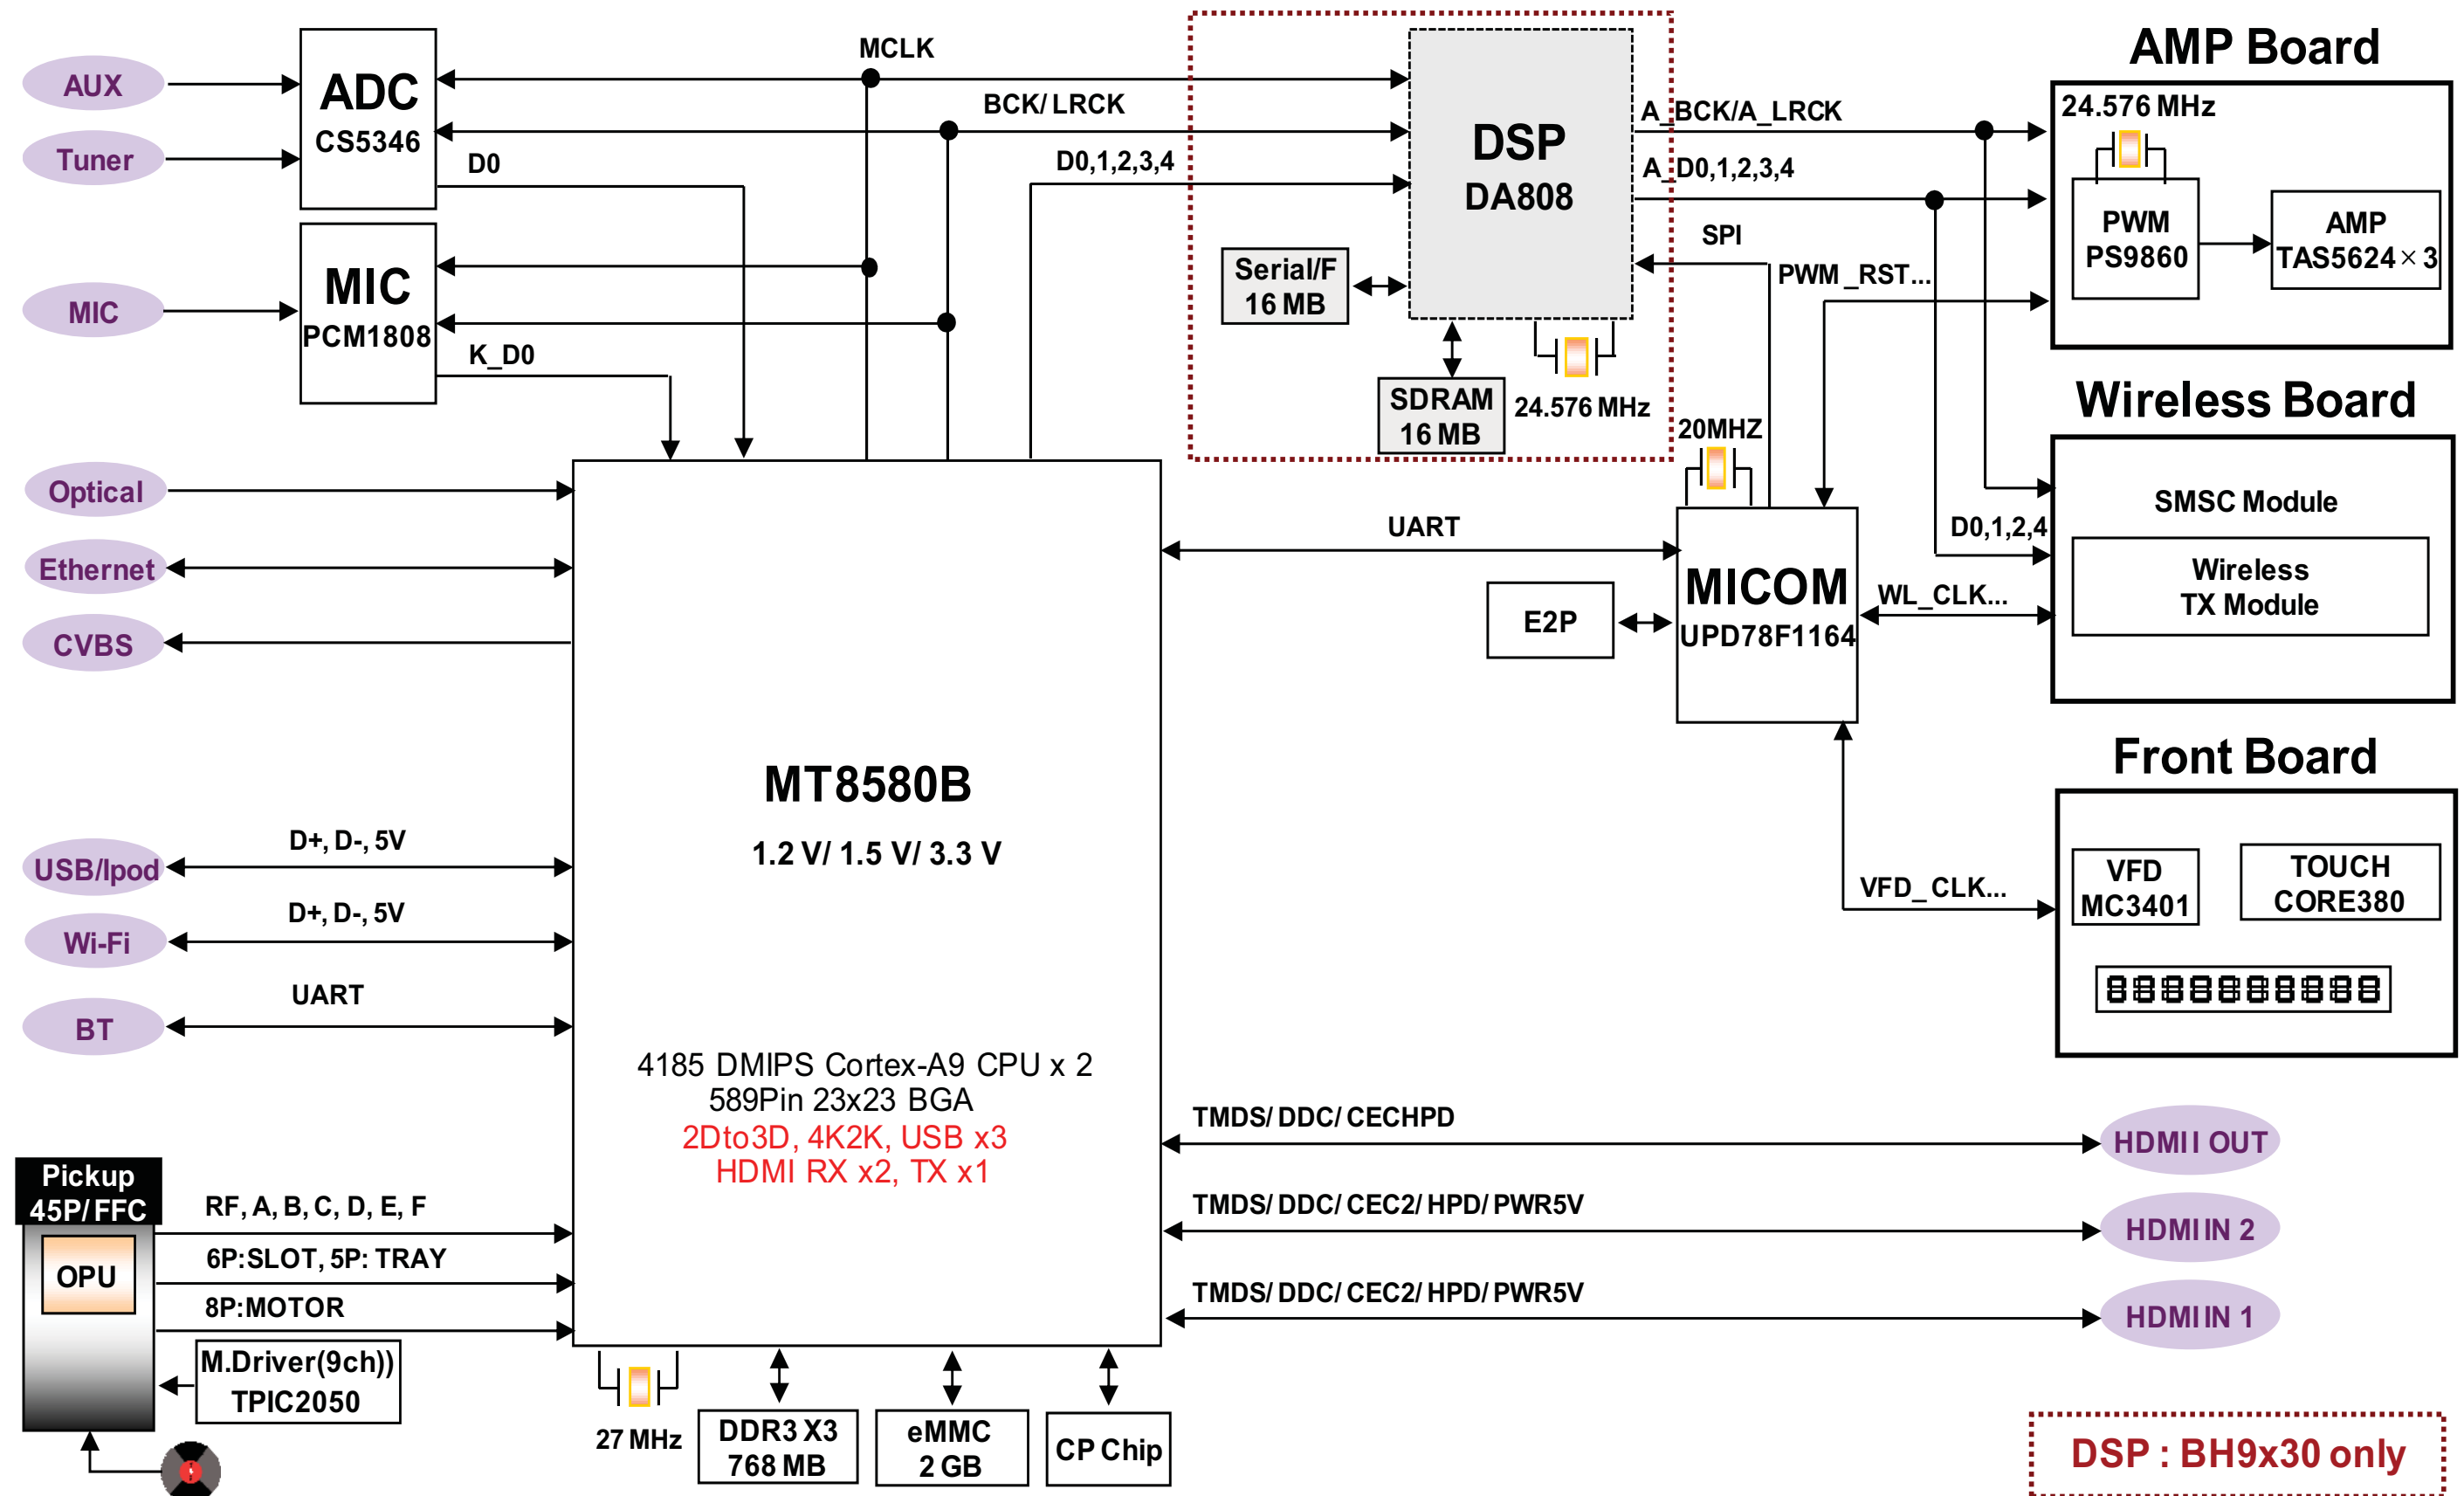 AUX
Tuner
MIC
ADC
CS5346
MIC
PCM1808
D0
K_D0
MCLK
BCK/ LRCK
D0,1,2,3,4
DSP
DA808
Serial/F
16 MB
SDRAM
16 MB
24.576 MHz
A_BCK/A_LRCK
A_D0,1,2,3,4
SPI
PWM_RST...
AMP Board
24.576 MHz
PWM
PS9860
AMP
TAS5624×3
Wireless Board
SMSC Module
Wireless
TX Module
D0,1,2,4
WL_CLK...
20MHZ
MICOM
UPD78F1164
UART
E2P
Front Board
VFD
MC3401
TOUCH
CORE380
8888888888
VFD_CLK...
Optical
Ethernet
CVBS
USB/Ipod
D+, D-, 5V
Wi-Fi
D+, D-, 5V
BT
UART
MT8580B
1.2 V/ 1.5 V/ 3.3 V
4185 DMIPS Cortex-A9 CPU x 2
589Pin 23x23 BGA
2Dto3D, 4K2K, USB x3
HDMI RX x2, TX x1
TMDS/ DDC/ CECHPD
HDMI I OUT
TMDS/ DDC/ CEC2/ HPD/ PWR5V
HDMI IN 2
TMDS/ DDC/ CEC2/ HPD/ PWR5V
HDMI IN 1
Pickup
45P/ FFC
OPU
RF, A, B, C, D, E, F
6P:SLOT, 5P: TRAY
8P:MOTOR
M.Driver(9ch))
TPIC2050
27 MHz
DDR3 X3
768 MB
eMMC
2 GB
CP Chip
DSP : BH9x30 only